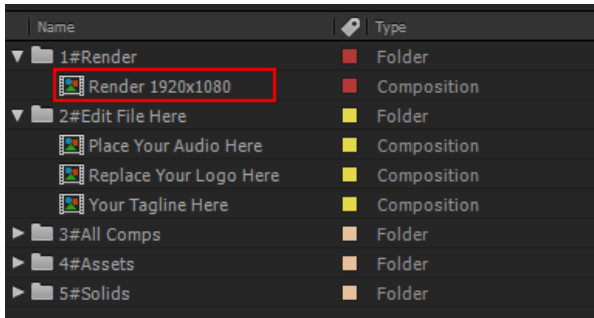 Name Type
1#Render Folder
Render 1920x1080 Composition
2#Edit File Here Folder
Place Your Audio Here Composition
Replace Your Logo Here Composition
Your Tagline Here Composition
3#All Comps Folder
4#Assets Folder
5#Solids Folder